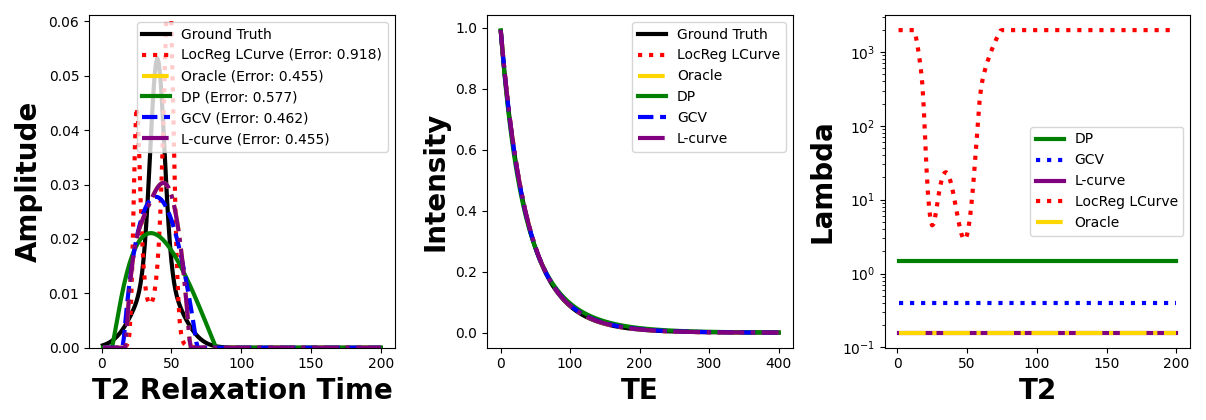 Amplitude
0.06
0.05
0.04
0.03
0.02
0.01
0.00
0
50
100
150
200
T2 Relaxation Time
Ground Truth
LocReg LCurve (Error: 0.918)
Oracle (Error: 0.455)
DP (Error: 0.577)
GCV (Error: 0.462)
L-curve (Error: 0.455)
Intensity
1.0
0.8
0.6
0.4
0.2
0.0
0
100
200
300
400
TE
Ground Truth
LocReg LCurve
Oracle
DP
GCV
L-curve
Lambda
10³
10²
10¹
10⁰
10⁻¹
0
50
100
150
200
T2
DP
GCV
L-curve
LocReg LCurve
Oracle